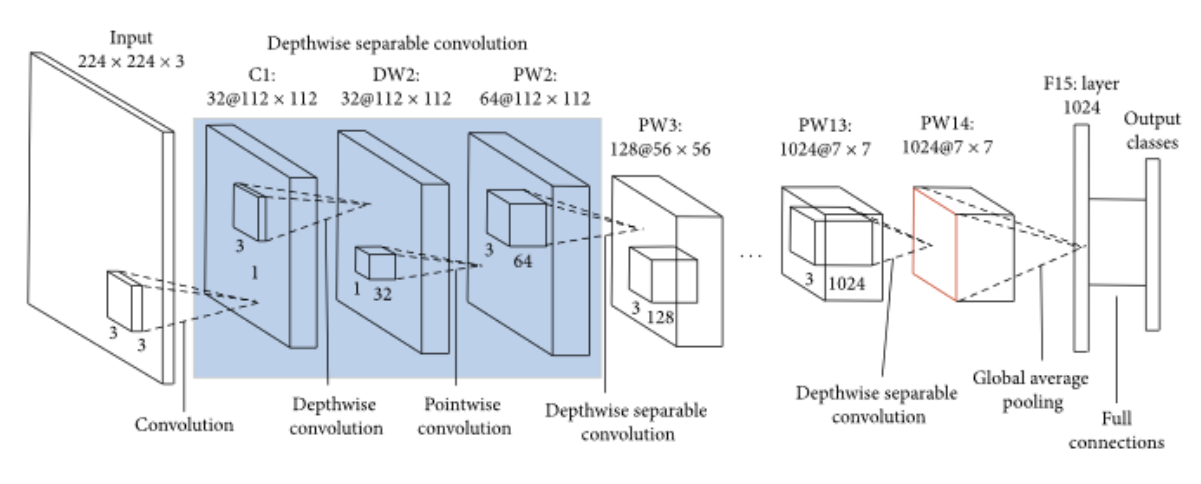 Input
224 × 224 × 3
Depthwise separable convolution
C1:
32@112 × 112
DW2:
32@112 × 112
PW2:
64@112 × 112
PW3:
128@56 × 56
PW13:
1024@7 × 7
PW14:
1024@7 × 7
F15: layer
1024
Output
classes
3
3
3
1
1
32
3
64
3
128
...
3
1024
Convolution
Depthwise
convolution
Pointwise
convolution
Depthwise separable
convolution
Depthwise separable
convolution
Global average
pooling
Full
connections